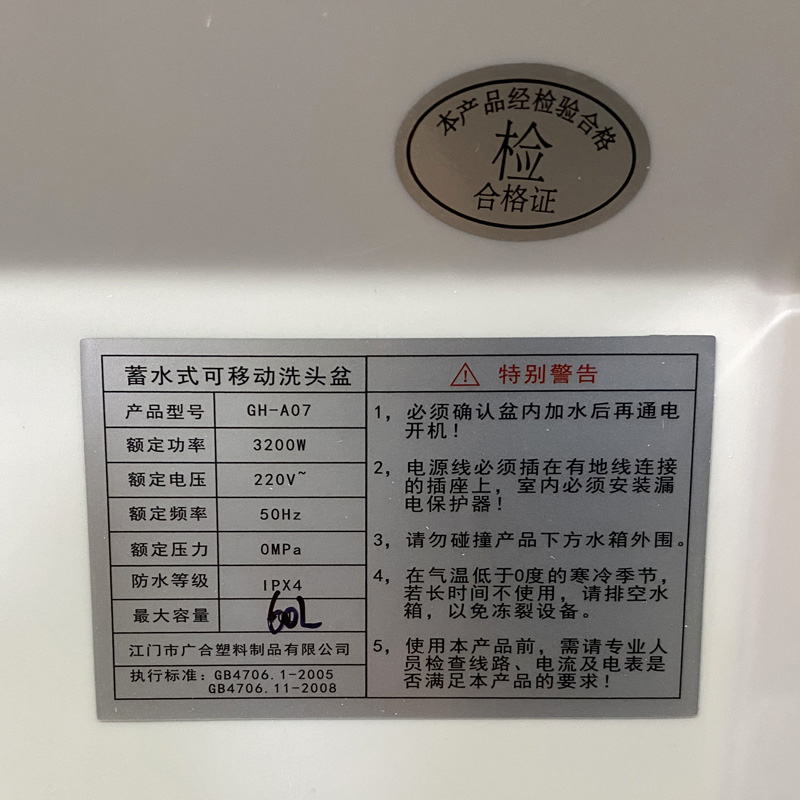 本产品经检验合格
检
合格证
蓄水式可移动洗头盆
产品型号 GH-A07
额定功率 3200W
额定电压 220V~
额定频率 50Hz
额定压力 0MPa
防水等级 IPX4
最大容量 60L
江门市广合塑料制品有限公司
执行标准：GB4706.1-2005
GB4706.11-2008
特别警告
1，必须确认盆内加水后再通电
开机！
2，电源线必须插在有地线连接
的插座上，室内必须安装漏
电保护器！
3，请勿碰撞产品下方水箱外围。
4，在气温低于0度的寒冷季节，
若长时间不使用，请排空水
箱，以免冻裂设备。
5，使用本产品前，需请专业人
员检查线路、电流及电表是
否满足本产品的要求！